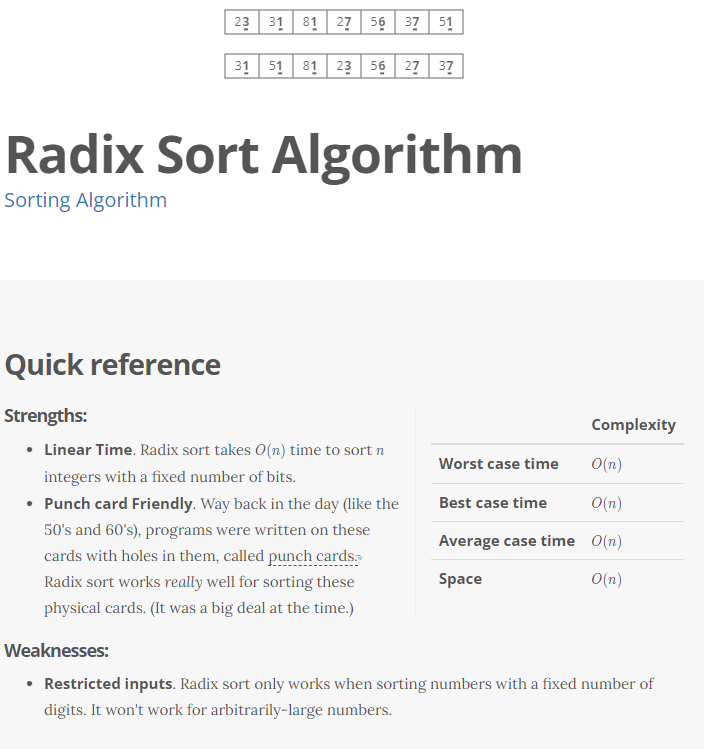 23 31 81 27 56 37 51
31 51 81 23 56 27 37
Radix Sort Algorithm
Sorting Algorithm
Quick reference
Strengths:
• Linear Time. Radix sort takes O(n) time to sort n
integers with a fixed number of bits.
• Punch card Friendly. Way back in the day (like the
50's and 60's), programs were written on these
cards with holes in them, called punch cards.
Radix sort works really well for sorting these
physical cards. (It was a big deal at the time.)
Complexity
Worst case time O(n)
Best case time O(n)
Average case time O(n)
Space O(n)
Weaknesses:
• Restricted inputs. Radix sort only works when sorting numbers with a fixed number of
digits. It won't work for arbitrarily-large numbers.